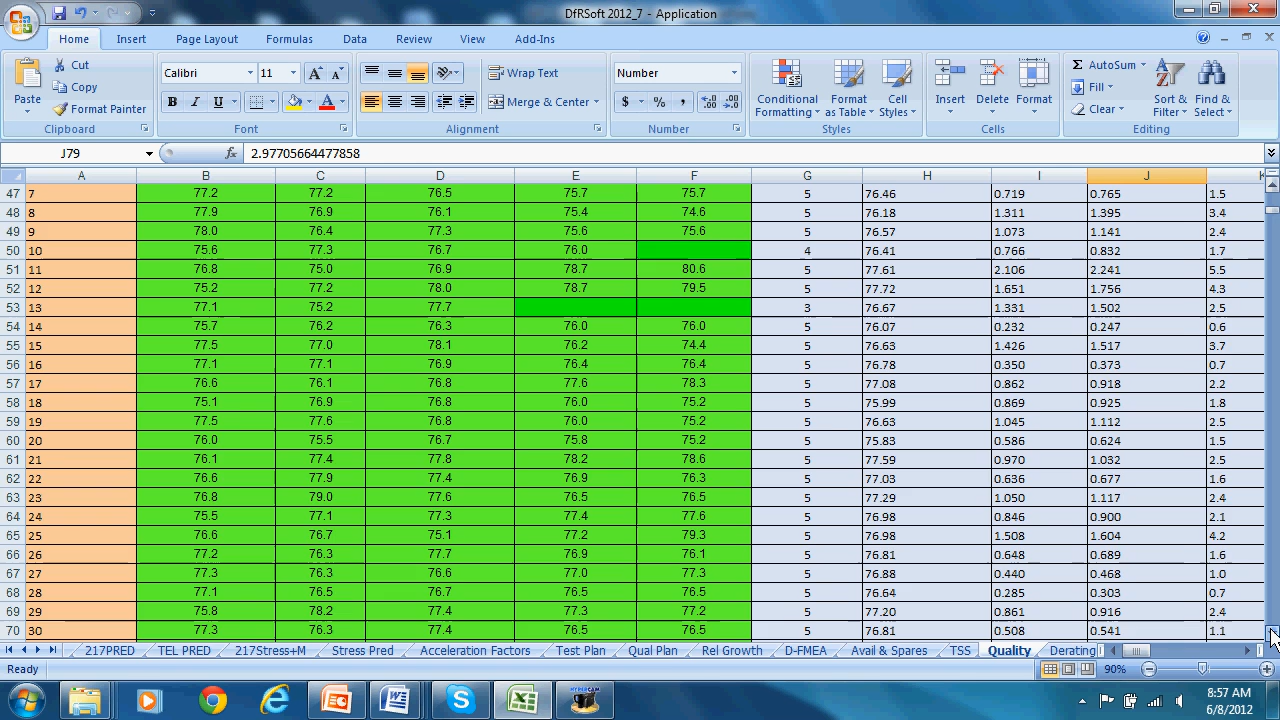 DfRSoft 2012_7 - Application
Home Insert Page Layout Formulas Data Review View Add-Ins
Cut
Copy
Format Painter
Paste
Clipboard
Calibri 11
B I U A
Font
Wrap Text
Merge & Center
Alignment
Number
$ % ,
Number
Conditional Formatting
Format as Table
Cell Styles
Styles
Insert Delete Format
Cells
AutoSum
Fill
Clear
Sort & Filter
Find & Select
Editing
J79 fx 2.97705664477858
A B C D E F G H I J K
47 7 77.2 77.2 76.5 75.7 75.7 5 76.46 0.719 0.765 1.5
48 8 77.9 76.9 76.1 75.4 74.6 5 76.18 1.311 1.395 3.4
49 9 78.0 76.4 77.3 75.6 75.6 5 76.57 1.073 1.141 2.4
50 10 75.6 77.3 76.7 76.0 4 76.41 0.766 0.832 1.7
51 11 76.8 75.0 76.9 78.7 80.6 5 77.61 2.106 2.241 5.5
52 12 75.2 77.2 78.0 78.7 79.5 5 77.72 1.651 1.756 4.3
53 13 77.1 75.2 77.7 3 76.67 1.331 1.502 2.5
54 14 75.7 76.2 76.3 76.0 76.0 5 76.07 0.232 0.247 0.6
55 15 77.5 77.0 78.1 76.2 74.4 5 76.63 1.426 1.517 3.7
56 16 77.1 77.1 76.9 76.4 76.4 5 76.78 0.350 0.373 0.7
57 17 76.6 76.1 76.8 77.6 78.3 5 77.08 0.862 0.918 2.2
58 18 75.1 76.9 76.8 76.0 75.2 5 75.99 0.869 0.925 1.8
59 19 77.5 77.6 76.8 76.0 75.2 5 76.63 1.045 1.112 2.5
60 20 76.0 75.5 76.7 75.8 75.2 5 75.83 0.586 0.624 1.5
61 21 76.1 77.4 77.8 78.2 78.6 5 77.59 0.970 1.032 2.5
62 22 76.6 77.9 77.4 76.9 76.3 5 77.03 0.636 0.677 1.6
63 23 76.8 79.0 77.6 76.5 76.5 5 77.29 1.050 1.117 2.4
64 24 75.5 77.1 77.3 77.4 77.6 5 76.98 0.846 0.900 2.1
65 25 76.6 76.7 75.1 77.2 79.3 5 76.98 1.508 1.604 4.2
66 26 77.2 76.3 77.7 76.9 76.1 5 76.81 0.648 0.689 1.6
67 27 77.3 76.3 76.6 77.0 77.3 5 76.88 0.440 0.468 1.0
68 28 77.1 76.5 76.7 76.5 76.5 5 76.64 0.285 0.303 0.7
69 29 75.8 78.2 77.4 77.3 77.2 5 77.20 0.861 0.916 2.4
70 30 77.3 76.3 77.4 76.5 76.5 5 76.81 0.508 0.541 1.1
217PRED TEL PRED 217Stress+M Stress Pred Acceleration Factors Test Plan Qual Plan Rel Growth D-FMEA Avail & Spares TSS Quality Derating
Ready 90%
HYPERCAM
8:57 AM
6/8/2012